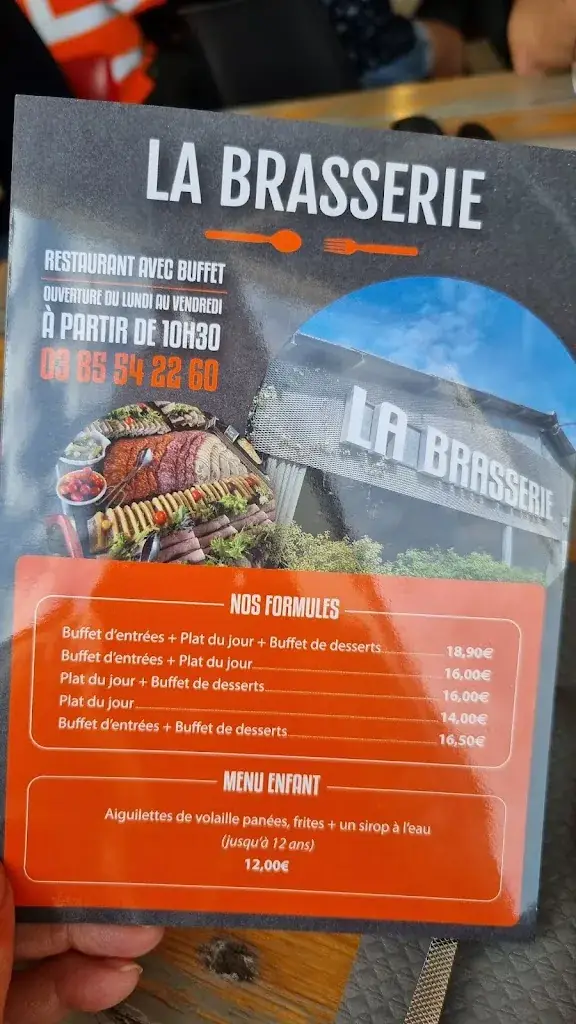 LA BRASSERIE
RESTAURANT AVEC BUFFET
OUVERTURE DU LUNDI AU VENDREDI
À PARTIR DE 10H30
03 85 54 22 60
LA BRASSERIE
NOS FORMULES
Buffet d'entrées + Plat du jour + Buffet de desserts 18,90€
Buffet d'entrées + Plat du jour 16,00€
Plat du jour + Buffet de desserts 16,00€
Plat du jour 14,00€
Buffet d'entrées + Buffet de desserts 16,50€
MENU ENFANT
Aiguilettes de volaille panées, frites + un sirop à l'eau
(jusqu'à 12 ans)
12,00€